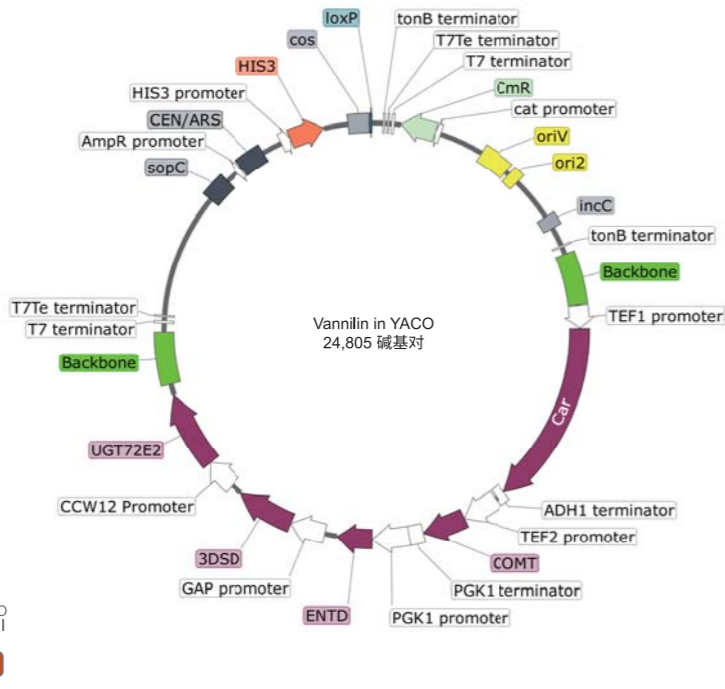 loxP
cos
tonB terminator
T7Te terminator
T7 terminator
HIS3
CmR
HIS3 promoter
cat promoter
CEN/ARS
AmpR promoter
oriV
sopC
ori2
incC
tonB terminator
Backbone
T7Te terminator
T7 terminator
Backbone
TEF1 promoter
Vannilin in YACO
24,805 碱基对
Car
UGT72E2
CCW12 Promoter
ADH1 terminator
TEF2 promoter
3DSD
COMT
GAP promoter
PGK1 terminator
ENTD
PGK1 promoter